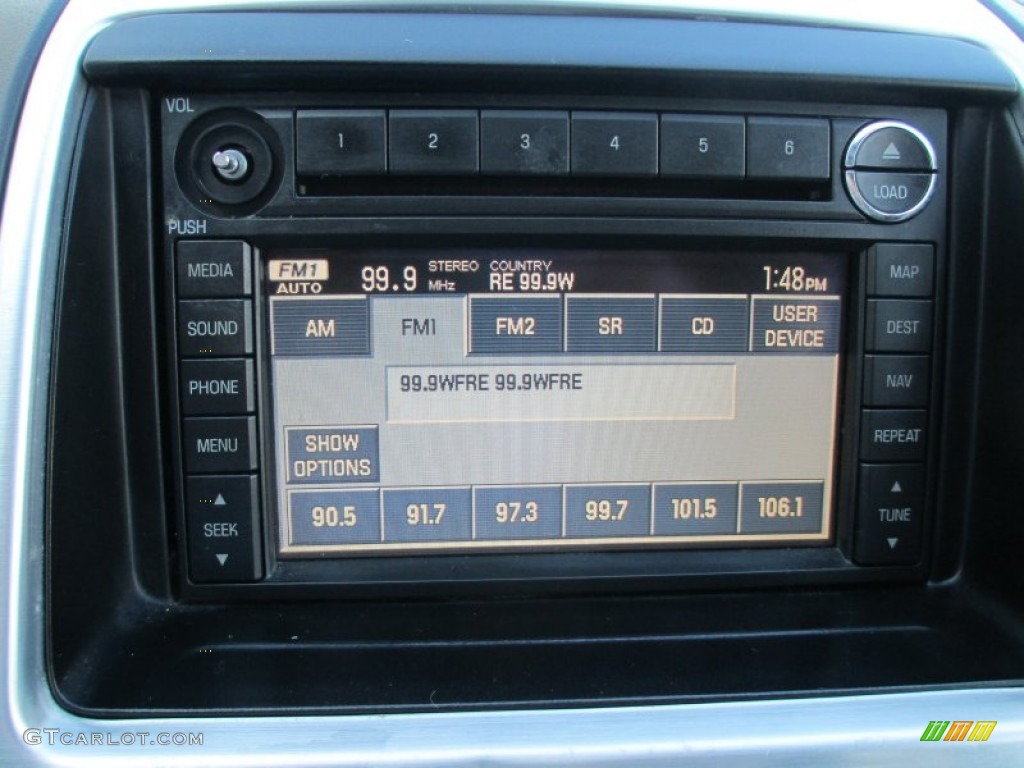 VOL
1 2 3 4 5 6
LOAD
PUSH
MEDIA
SOUND
PHONE
MENU
SEEK
FM1
AUTO
99.9 MHz
STEREO
COUNTRY
RE 99.9W
1:48PM
AM FM1 FM2 SR CD USER DEVICE
99.9WFRE 99.9WFRE
SHOW
OPTIONS
90.5 91.7 97.3 99.7 101.5 106.1
MAP
DEST
NAV
REPEAT
TUNE
GTCARLOT.COM